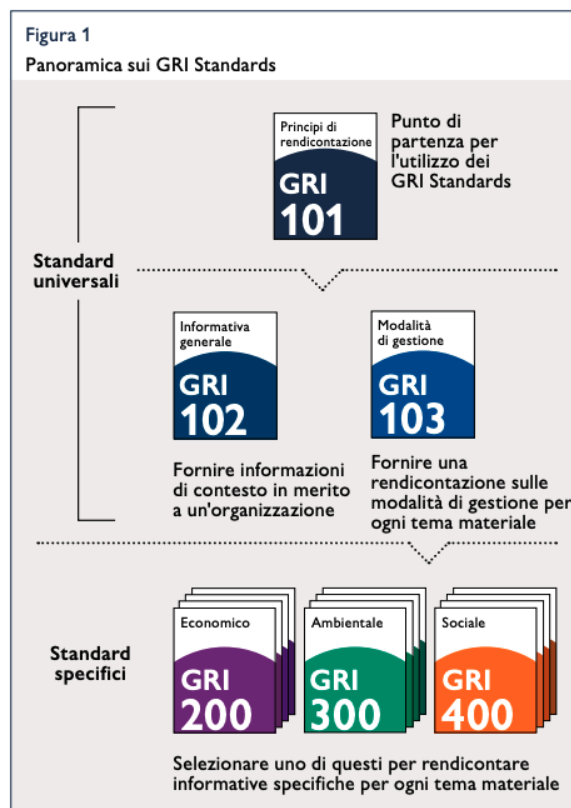 Figura 1
Panoramica sui GRI Standards
Principi di
rendicontazione
GRI
101
Punto di
partenza per
l'utilizzo dei
GRI Standards
Standard
universali
Informativa
generale
GRI
102
Modalità
di gestione
GRI
103
Fornire informazioni
di contesto in merito
a un'organizzazione
Fornire una
rendicontazione sulle
modalità di gestione per
ogni tema materiale
Standard
specifici
Economico
GRI
200
Ambientale
GRI
300
Sociale
GRI
400
Selezionare uno di questi per rendicontare
informative specifiche per ogni tema materiale